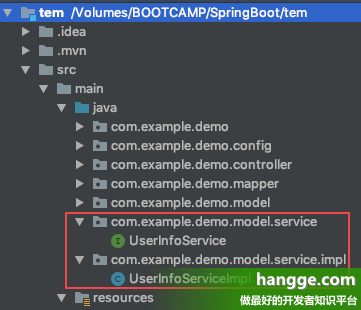 tem /Volumes/BOOTCAMP/SpringBoot/tem
.idea
.mvn
src
main
java
com.example.demo
com.example.demo.config
com.example.demo.controller
com.example.demo.mapper
com.example.demo.model
com.example.demo.model.service
I UserInfoService
com.example.demo.model.service.impl
C UserInfoServiceImpl
hangge.com
resources
做最好的开发者知识平台